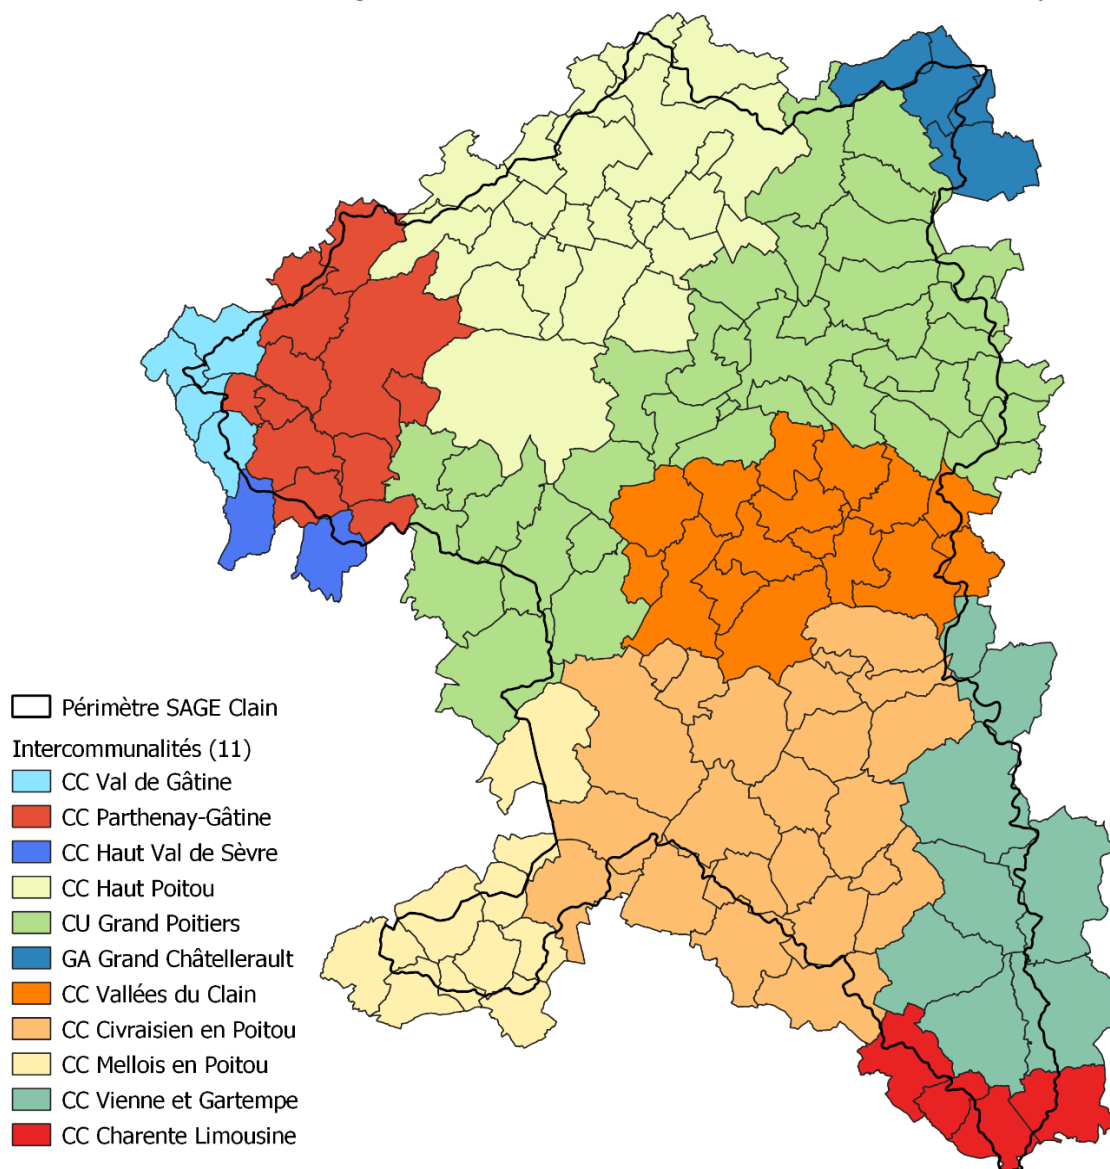 Périmètre SAGE Clain
Intercommunalités (11)
CC Val de Gâtine
CC Parthenay-Gâtine
CC Haut Val de Sèvre
CC Haut Poitou
CU Grand Poitiers
GA Grand Châtellerault
CC Vallées du Clain
CC Civraisien en Poitou
CC Mellois en Poitou
CC Vienne et Gartempe
CC Charente Limousine